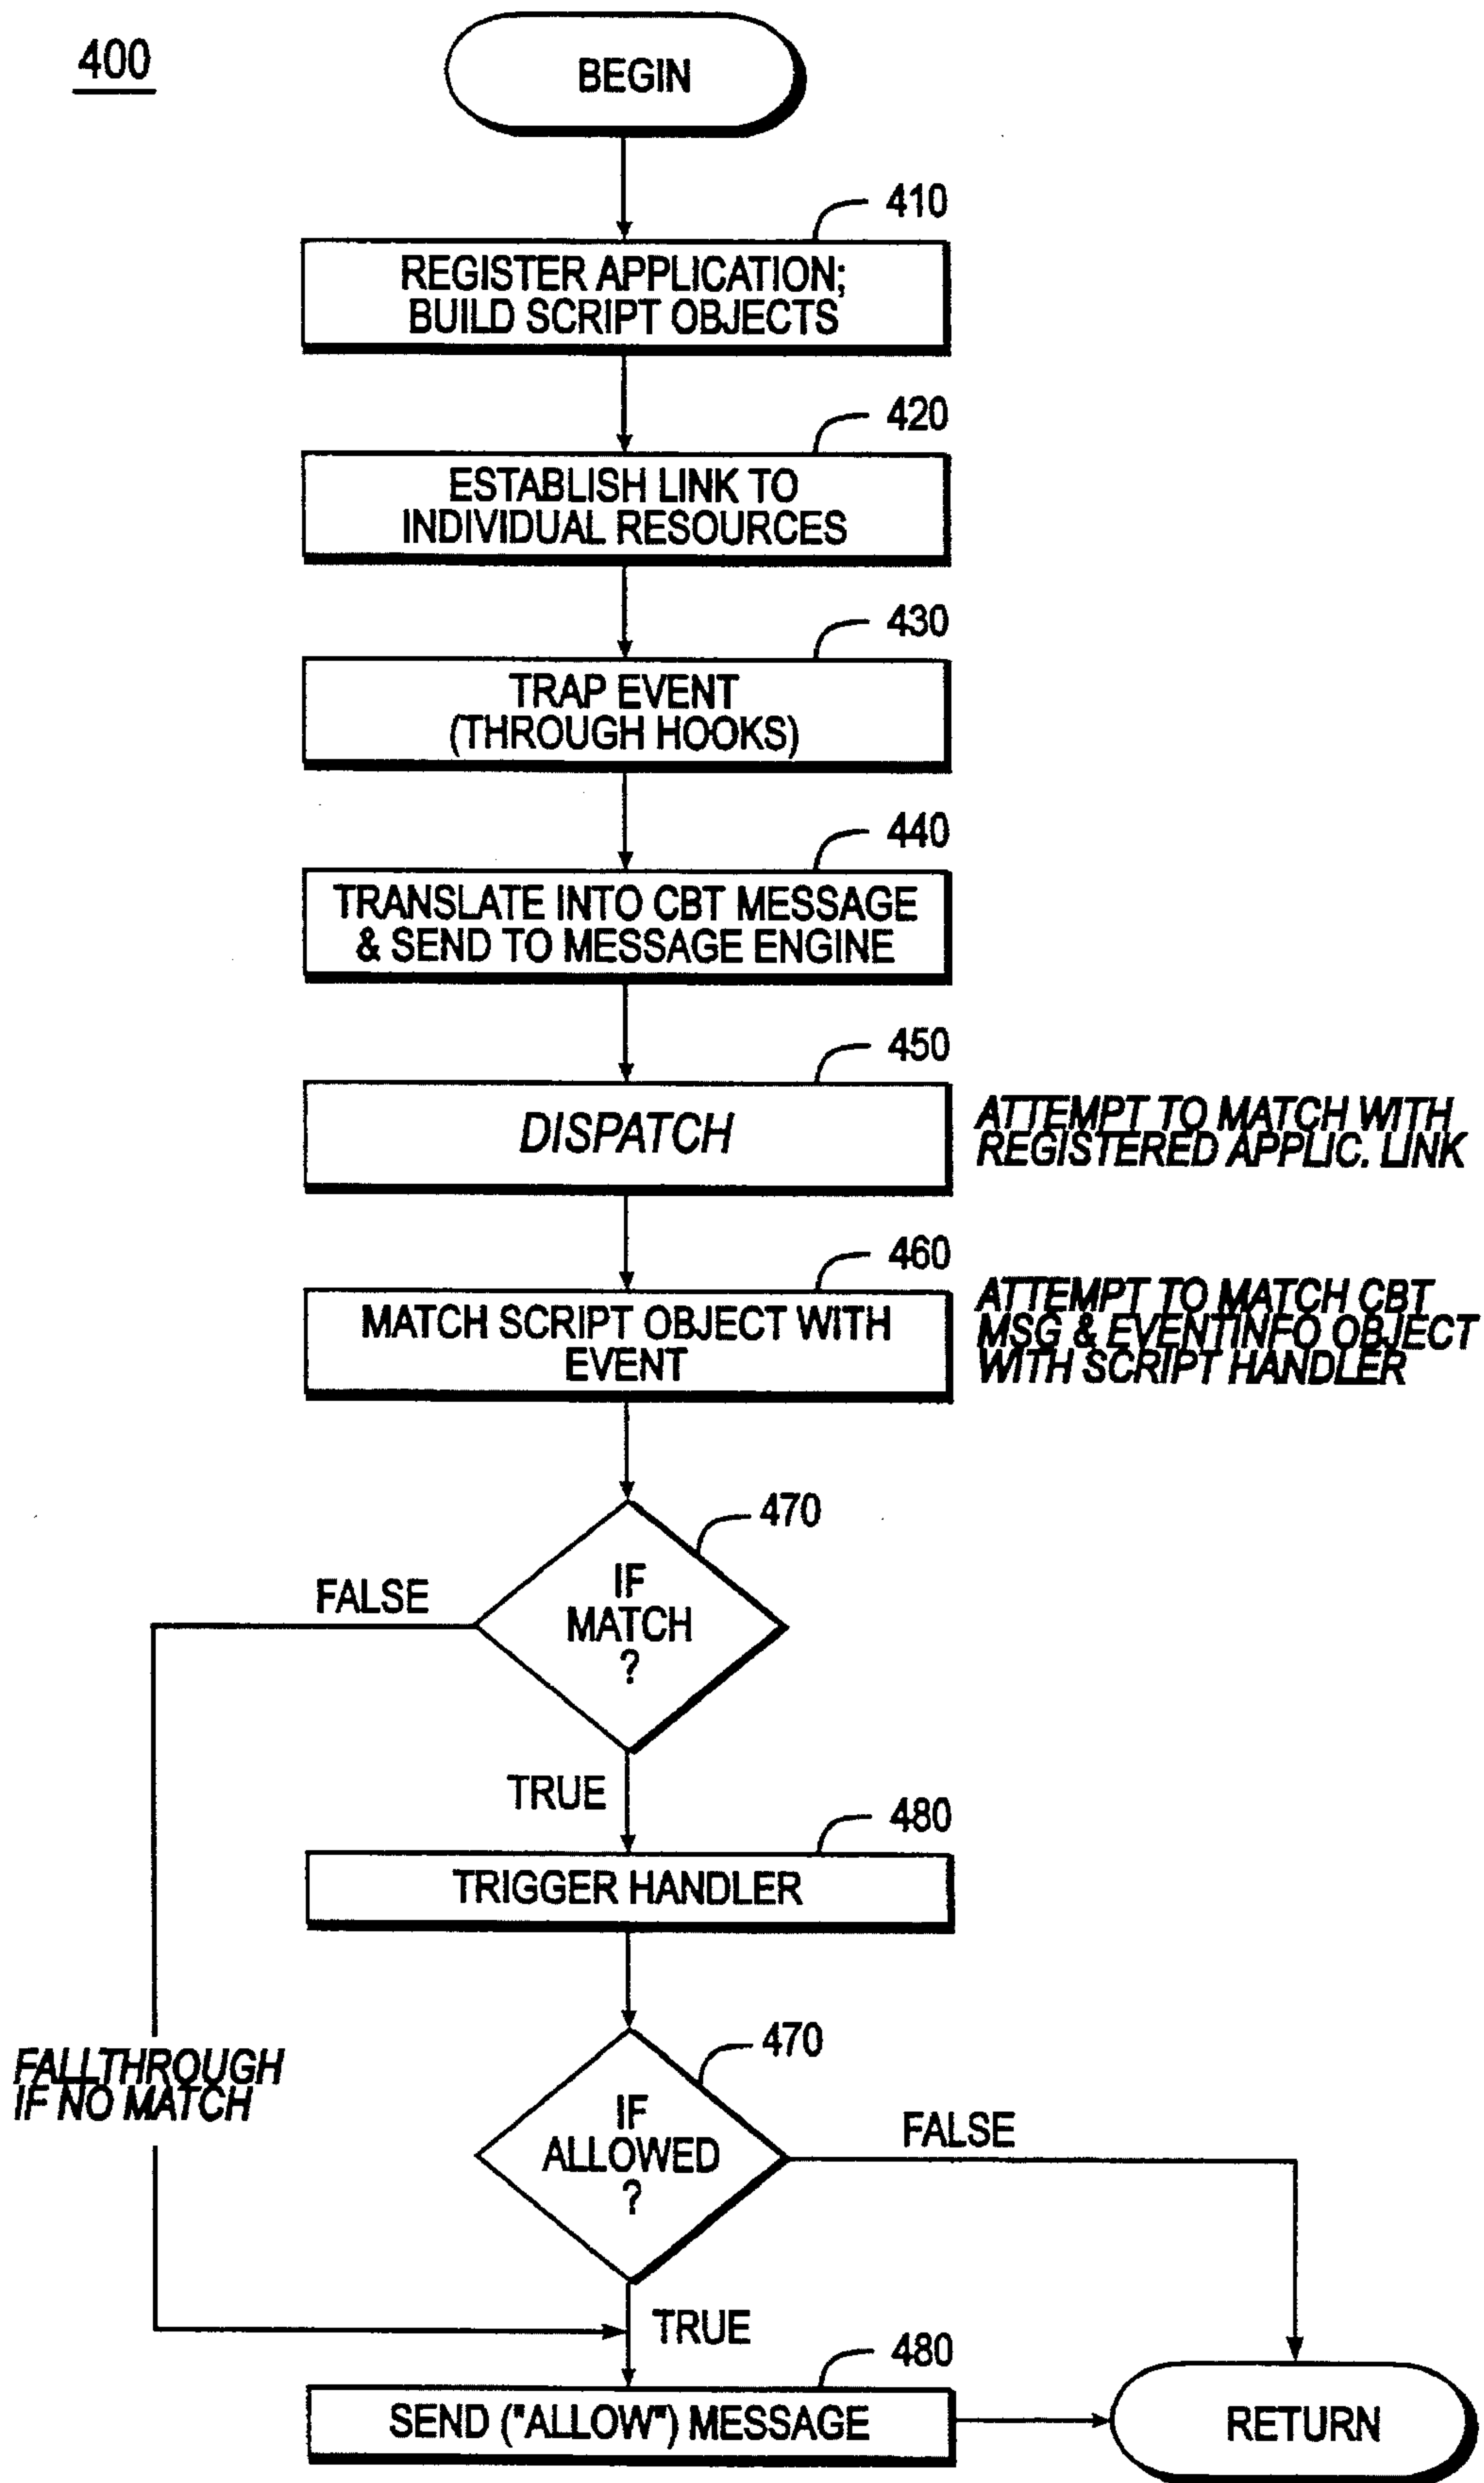 400
BEGIN
410
REGISTER APPLICATION;
BUILD SCRIPT OBJECTS
420
ESTABLISH LINK TO
INDIVIDUAL RESOURCES
430
TRAP EVENT
(THROUGH HOOKS)
440
TRANSLATE INTO CBT MESSAGE
& SEND TO MESSAGE ENGINE
450
DISPATCH
ATTEMPT TO MATCH WITH
REGISTERED APPLIC. LINK
460
MATCH SCRIPT OBJECT WITH
EVENT
ATTEMPT TO MATCH CBT
MSG & EVENTINFO OBJECT
WITH SCRIPT HANDLER
470
IF
MATCH
?
FALSE
TRUE
480
TRIGGER HANDLER
470
IF
ALLOWED
?
FALSE
FALLTHROUGH
IF NO MATCH
TRUE
480
SEND ("ALLOW") MESSAGE
RETURN